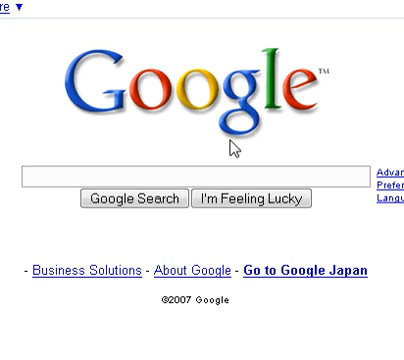 re ▼
Google™
Advan
Prefer
Langu
Google Search I'm Feeling Lucky
- Business Solutions - About Google - Go to Google Japan
©2007 Google